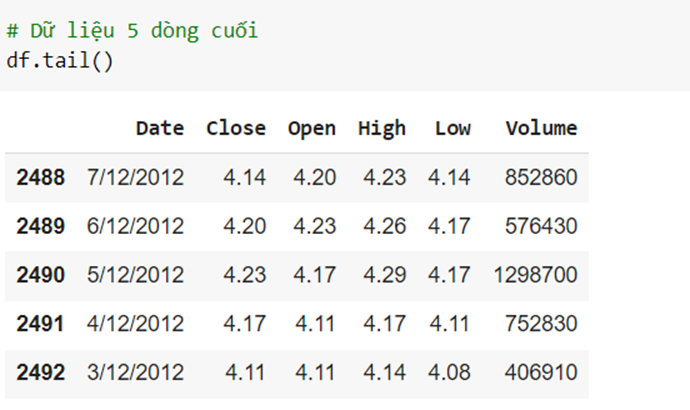 # Dữ liệu 5 dòng cuối
df.tail()
Date Close Open High Low Volume
2488 7/12/2012 4.14 4.20 4.23 4.14 852860
2489 6/12/2012 4.20 4.23 4.26 4.17 576430
2490 5/12/2012 4.23 4.17 4.29 4.17 1298700
2491 4/12/2012 4.17 4.11 4.17 4.11 752830
2492 3/12/2012 4.11 4.11 4.14 4.08 406910